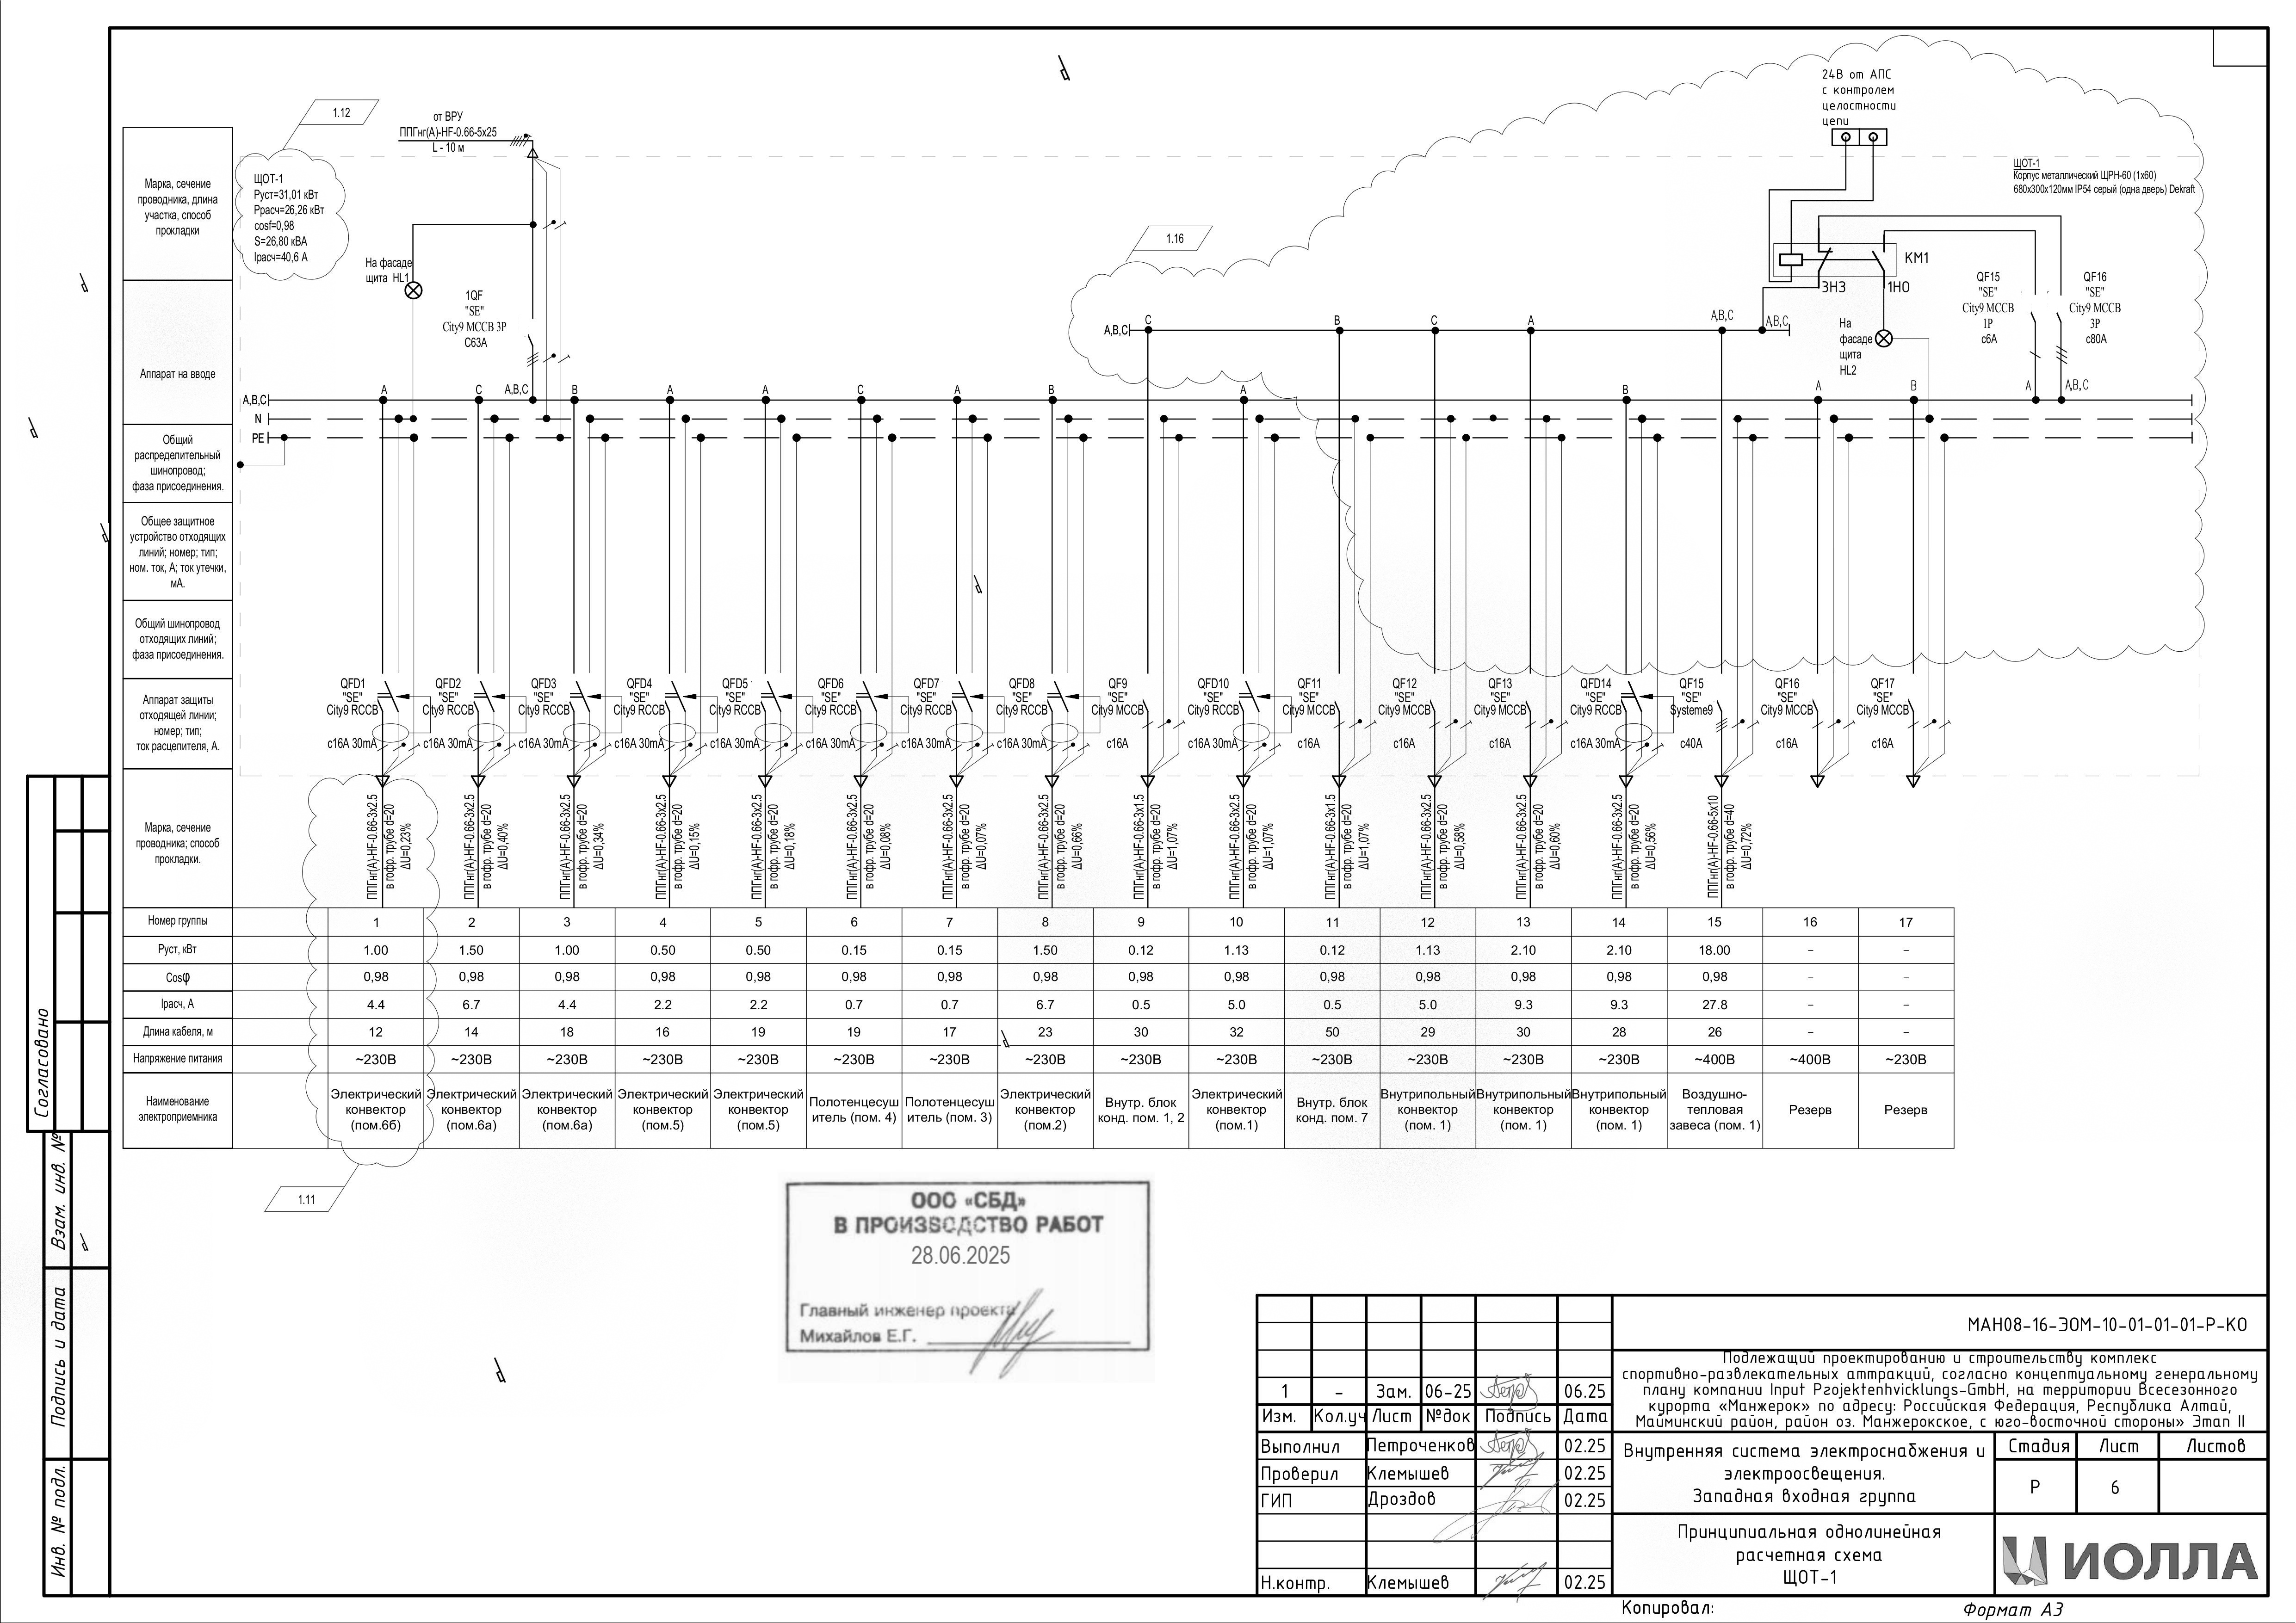 1.12
от ВРУ
ППГнг(А)-HF-0.66-5х25
L - 10 м
24В от АПС
с контролем
целостности
цепи
ЩОТ-1
Корпус металлический ЩРН-60 (1х60)
680х300х120мм IP54 серый (одна дверь) Dekraft
Марка, сечение
проводника, длина
участка, способ
прокладки
ЩОТ-1
Руст=31,01 кВт
Ррасч=26,26 кВт
cosf=0,98
S=26,80 кВА
Iрасч=40,6 А
1.16
На фасаде
щита HL1
1QF
"SE"
City9 MCCB 3P
C63A
KM1
3НЗ
1НО
QF15
"SE"
City9 MCCB
1P
c6A
QF16
"SE"
City9 MCCB
3P
c80A
На
фасаде
щита
HL2
A,B,C C B C A A,B,C A,B,C
Аппарат на вводе
A,B,C A C A,B,C B A A C A B A B A B A A,B,C
N
PE
Общий
распределительный
шинопровод;
фаза присоединения.
Общее защитное
устройство отходящих
линий; номер; тип;
ном. ток, А; ток утечки,
мА.
Общий шинопровод
отходящих линий;
фаза присоединения.
Аппарат защиты
отходящей линии;
номер; тип;
ток расцепителя, А.
QFD1 QFD2 QFD3 QFD4 QFD5 QFD6 QFD7 QFD8 QF9 QFD10 QF11 QF12 QF13 QFD14 QF15 QF16 QF17
"SE" "SE" "SE" "SE" "SE" "SE" "SE" "SE" "SE" "SE" "SE" "SE" "SE" "SE" "SE" "SE" "SE"
City9 RCCB City9 RCCB City9 RCCB City9 RCCB City9 RCCB City9 RCCB City9 RCCB City9 RCCB City9 MCCB City9 RCCB City9 MCCB City9 MCCB City9 MCCB City9 RCCB Systeme9 City9 MCCB City9 MCCB
c16A 30mA c16A 30mA c16A 30mA c16A 30mA c16A 30mA c16A 30mA c16A 30mA c16A 30mA c16A c16A 30mA c16A c16A c16A c16A 30mA c40A c16A c16A
Марка, сечение
проводника; способ
прокладки.
ППГнг(А)-HF-0.66-3х2.5
в гофр. трубе d=20
ΔU=0,23%
ППГнг(А)-HF-0.66-3х2.5
в гофр. трубе d=20
ΔU=0,40%
ППГнг(А)-HF-0.66-3х2.5
в гофр. трубе d=20
ΔU=0,34%
ППГнг(А)-HF-0.66-3х2.5
в гофр. трубе d=20
ΔU=0,15%
ППГнг(А)-HF-0.66-3х2.5
в гофр. трубе d=20
ΔU=0,18%
ППГнг(А)-HF-0.66-3х2.5
в гофр. трубе d=20
ΔU=0,08%
ППГнг(А)-HF-0.66-3х2.5
в гофр. трубе d=20
ΔU=0,07%
ППГнг(А)-HF-0.66-3х2.5
в гофр. трубе d=20
ΔU=0,66%
ППГнг(А)-HF-0.66-3х1.5
в гофр. трубе d=20
ΔU=1,07%
ППГнг(А)-HF-0.66-3х2.5
в гофр. трубе d=20
ΔU=1,07%
ППГнг(А)-HF-0.66-3х1.5
в гофр. трубе d=20
ΔU=1,07%
ППГнг(А)-HF-0.66-3х2.5
в гофр. трубе d=20
ΔU=0,58%
ППГнг(А)-HF-0.66-3х2.5
в гофр. трубе d=20
ΔU=0,60%
ППГнг(А)-HF-0.66-3х2.5
в гофр. трубе d=20
ΔU=0,56%
ППГнг(А)-HF-0.66-5х10
в гофр. трубе d=40
ΔU=0,72%
Номер группы 1 2 3 4 5 6 7 8 9 10 11 12 13 14 15 16 17
Руст, кВт 1.00 1.50 1.00 0.50 0.50 0.15 0.15 1.50 0.12 1.13 0.12 1.13 2.10 2.10 18.00 – –
Cosφ 0,98 0,98 0,98 0,98 0,98 0,98 0,98 0,98 0,98 0,98 0,98 0,98 0,98 0,98 0,98 – –
Iрасч, А 4.4 6.7 4.4 2.2 2.2 0.7 0.7 6.7 0.5 5.0 0.5 5.0 9.3 9.3 27.8 – –
Длина кабеля, м 12 14 18 16 19 19 17 23 30 32 50 29 30 28 26 – –
Напряжение питания ~230В ~230В ~230В ~230В ~230В ~230В ~230В ~230В ~230В ~230В ~230В ~230В ~230В ~230В ~400В ~400В ~230В
Наименование
электроприемника
Электрический
конвектор
(пом.6б)
Электрический
конвектор
(пом.6а)
Электрический
конвектор
(пом.6а)
Электрический
конвектор
(пом.5)
Электрический
конвектор
(пом.5)
Полотенцесуш
итель (пом. 4)
Полотенцесуш
итель (пом. 3)
Электрический
конвектор
(пом.2)
Внутр. блок
конд. пом. 1, 2
Электрический
конвектор
(пом.1)
Внутр. блок
конд. пом. 7
Внутрипольный
конвектор
(пом. 1)
Внутрипольный
конвектор
(пом. 1)
Внутрипольный
конвектор
(пом. 1)
Воздушно-
тепловая
завеса (пом. 1)
Резерв
Резерв
1.11
ООО «СБД»
В ПРОИЗВОДСТВО РАБОТ
28.06.2025
Главный инженер проекта
Михайлов Е.Г.
Согласовано
Взам. инв. №
Подпись и дата
Инв. № подл.
МАН08-16-ЭОМ-10-01-01-01-Р-КО
Подлежащий проектированию и строительству комплекс
спортивно-развлекательных аттракций, согласно концептуальному генеральному
плану компании Input Projektenhvicklungs-GmbH, на территории Всесезонного
курорта «Манжерок» по адресу: Российская Федерация, Республика Алтай,
Майминский район, район оз. Манжерокское, с юго-восточной стороны» Этап II
1 – Зам. 06-25 06.25
Изм. Кол.уч Лист №док Подпись Дата
Выполнил Петроченков 02.25
Проверил Клемышев 02.25
ГИП Дроздов 02.25
Н.контр. Клемышев 02.25
Внутренняя система электроснабжения и
электроосвещения.
Западная входная группа
Стадия Лист Листов
Р 6
Принципиальная однолинейная
расчетная схема
ЩОТ-1
ИОЛЛА
Копировал:
Формат А3